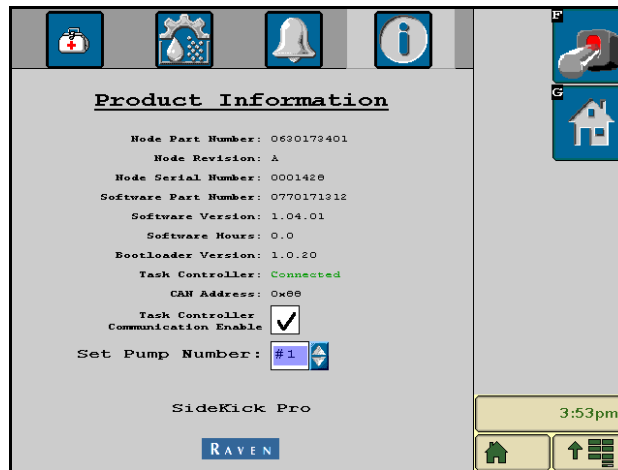 F
G
Product Information
Node Part Number: 0630173401
Node Revision: A
Node Serial Number: 0001428
Software Part Number: 0770171312
Software Version: 1.04.01
Software Hours: 0.0
Bootloader Version: 1.0.20
Task Controller: Connected
CAN Address: 0x88
Task Controller
Communication Enable
Set Pump Number: #1
SideKick Pro
3:53pm
RAVEN